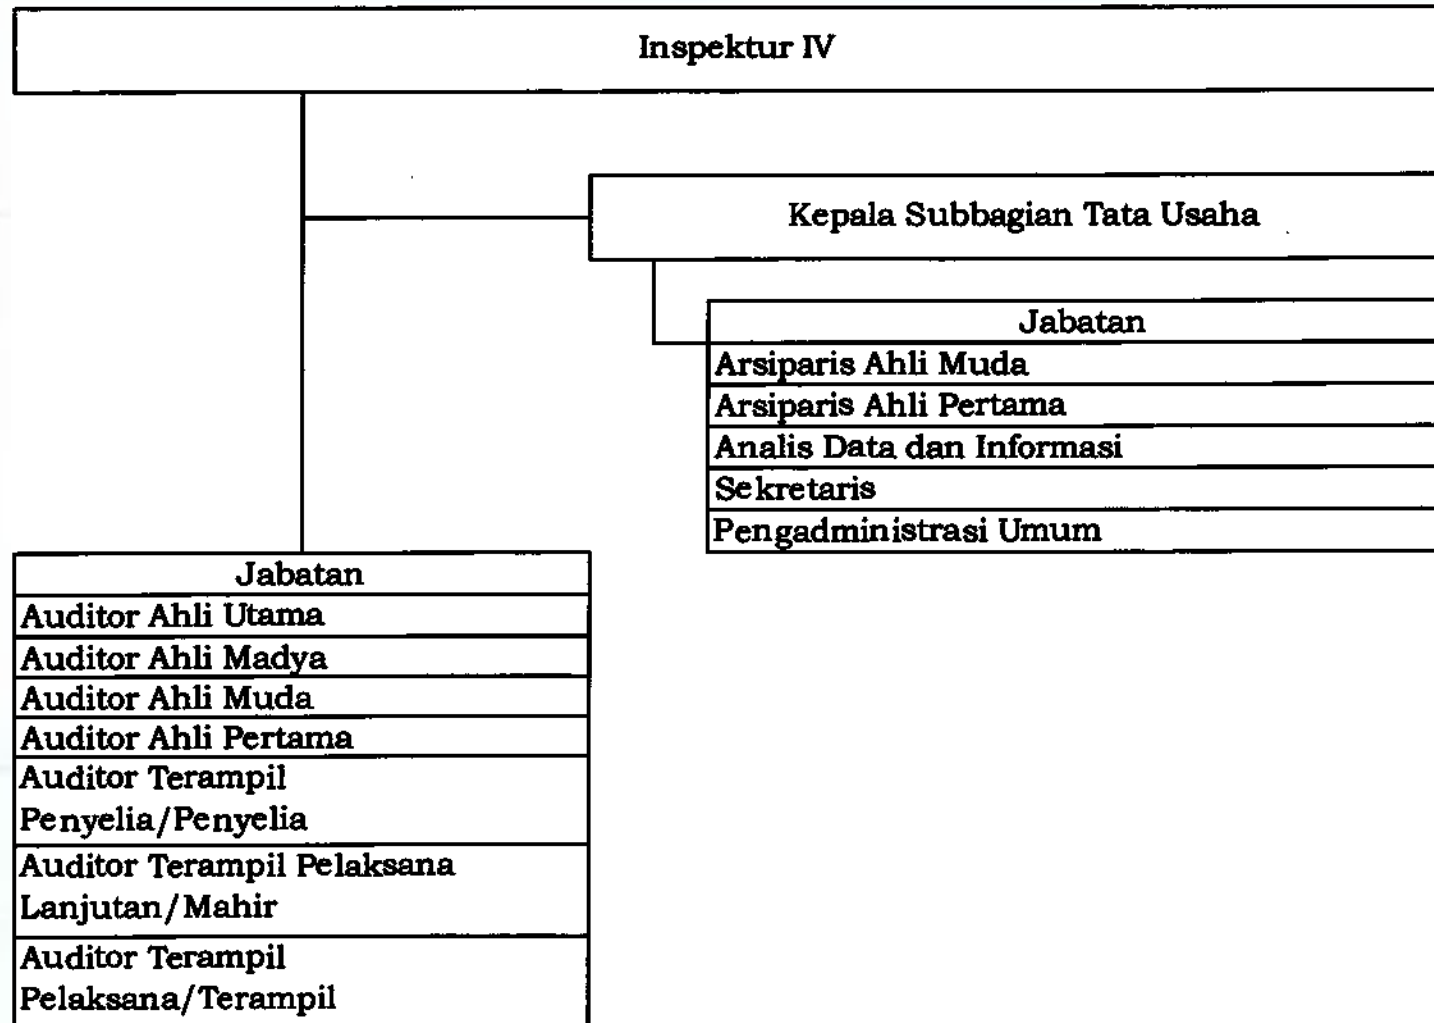 Inspektur IV
Kepala Subbagian Tata Usaha
Jabatan
Arsiparis Ahli Muda
Arsiparis Ahli Pertama
Analis Data dan Informasi
Sekretaris
Pengadministrasi Umum
Jabatan
Auditor Ahli Utama
Auditor Ahli Madya
Auditor Ahli Muda
Auditor Ahli Pertama
Auditor Terampil
Penyelia/Penyelia
Auditor Terampil Pelaksana
Lanjutan/Mahir
Auditor Terampil
Pelaksana/Terampil